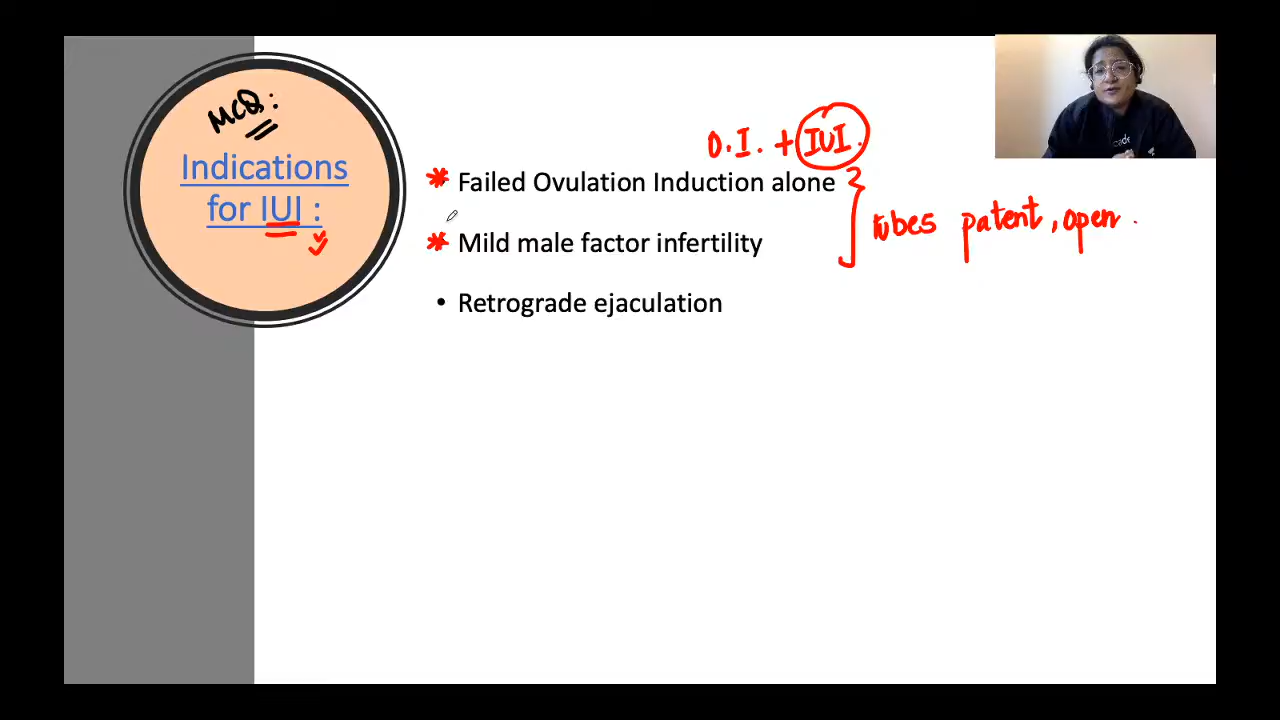 MCQ:
Indications
for IUI :
O.I. + IUI.
* Failed Ovulation Induction alone
tubes patent, open.
* Mild male factor infertility
• Retrograde ejaculation